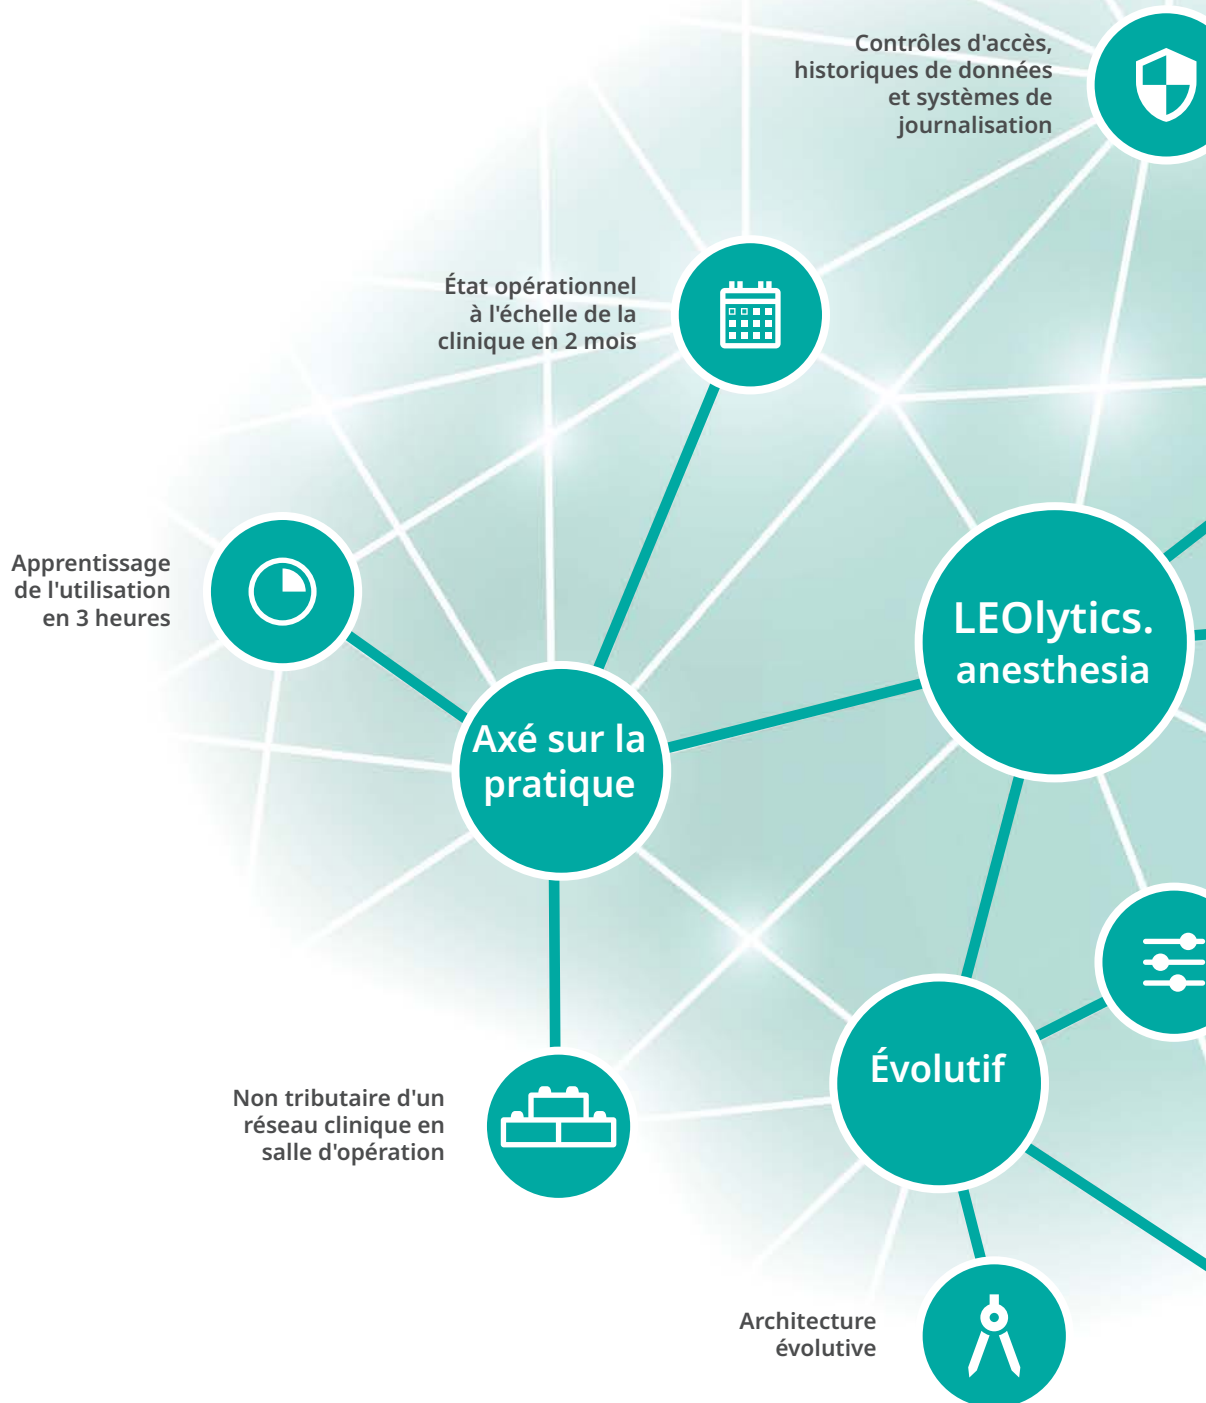 Contrôles d'accès,
historiques de données
et systèmes de
journalisation
État opérationnel
à l'échelle de la
clinique en 2 mois
Apprentissage
de l'utilisation
en 3 heures
LEOlytics.
anesthesia
Axé sur la
pratique
Évolutif
Non tributaire d'un
réseau clinique en
salle d'opération
Architecture
évolutive